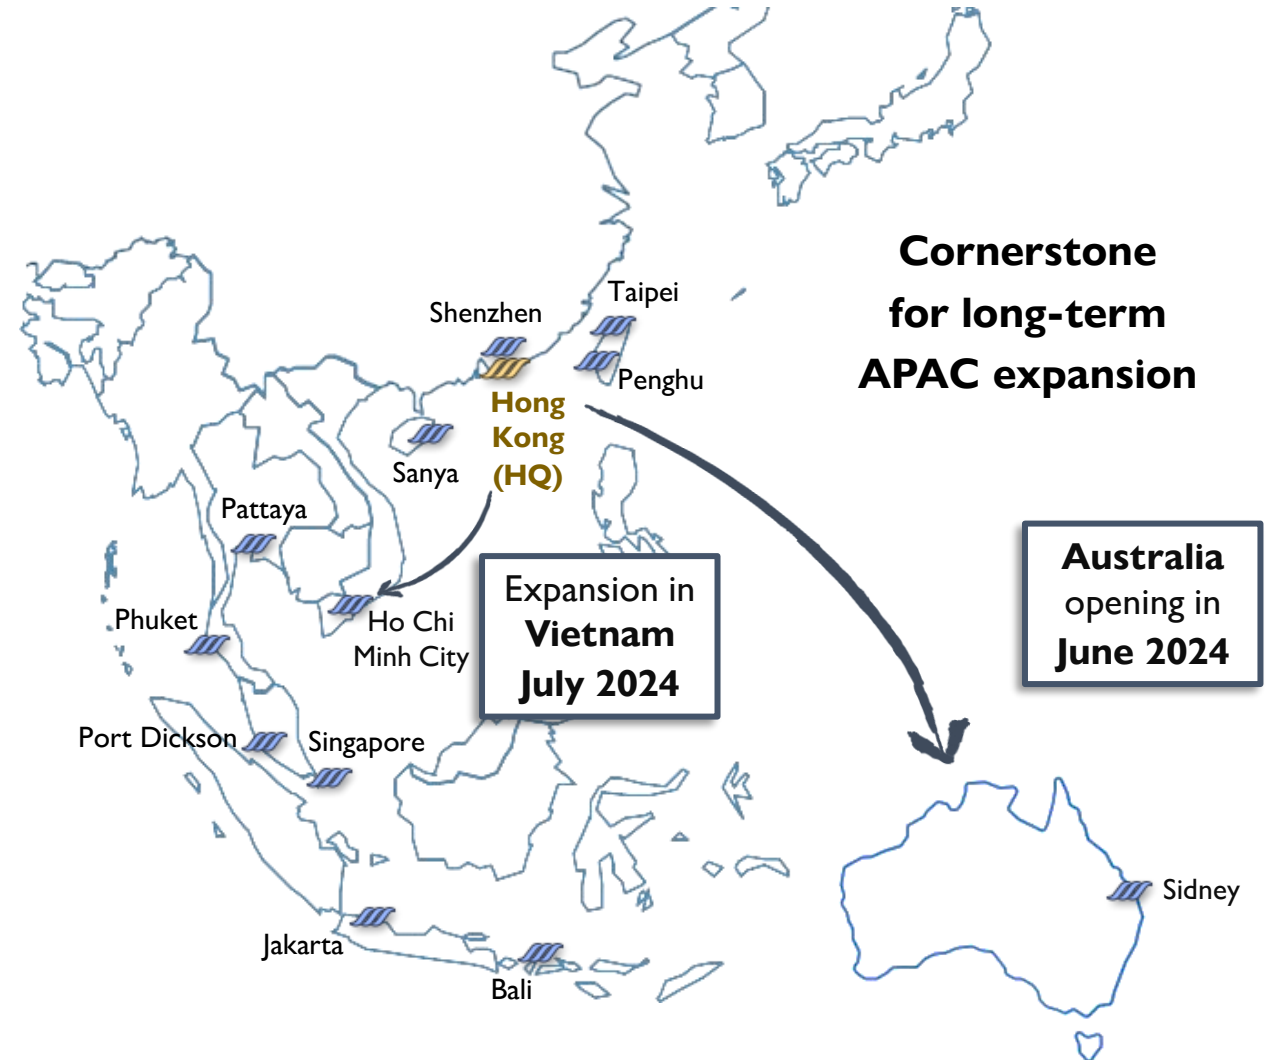 Cornerstone
for long-term
APAC expansion
Taipei
Shenzhen
Penghu
Hong
Kong
(HQ)
Sanya
Pattaya
Expansion in
Vietnam
July 2024
Australia
opening in
June 2024
Phuket
Ho Chi
Minh City
Port Dickson
Singapore
Sidney
Jakarta
Bali